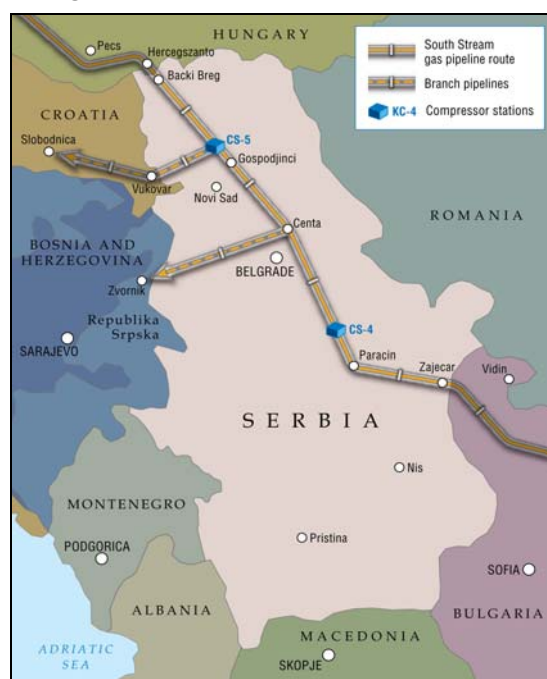 HUNGARY
Pecs
Hercegszanto
Backi Breg
South Stream
gas pipeline route
Branch pipelines
KC-4 Compressor stations
CROATIA
Slobodnica
CS-5
Gospodjinci
Vukovar
Novi Sad
ROMANIA
Centa
BOSNIA AND
HERZEGOVINA
BELGRADE
Zvornik
Republika
Srpska
CS-4
SARAJEVO
Paracin
Zajecar
Vidin
SERBIA
Nis
MONTENEGRO
Pristina
PODGORICA
SOFIA
ALBANIA
BULGARIA
MACEDONIA
ADRIATIC
SEA
SKOPJE